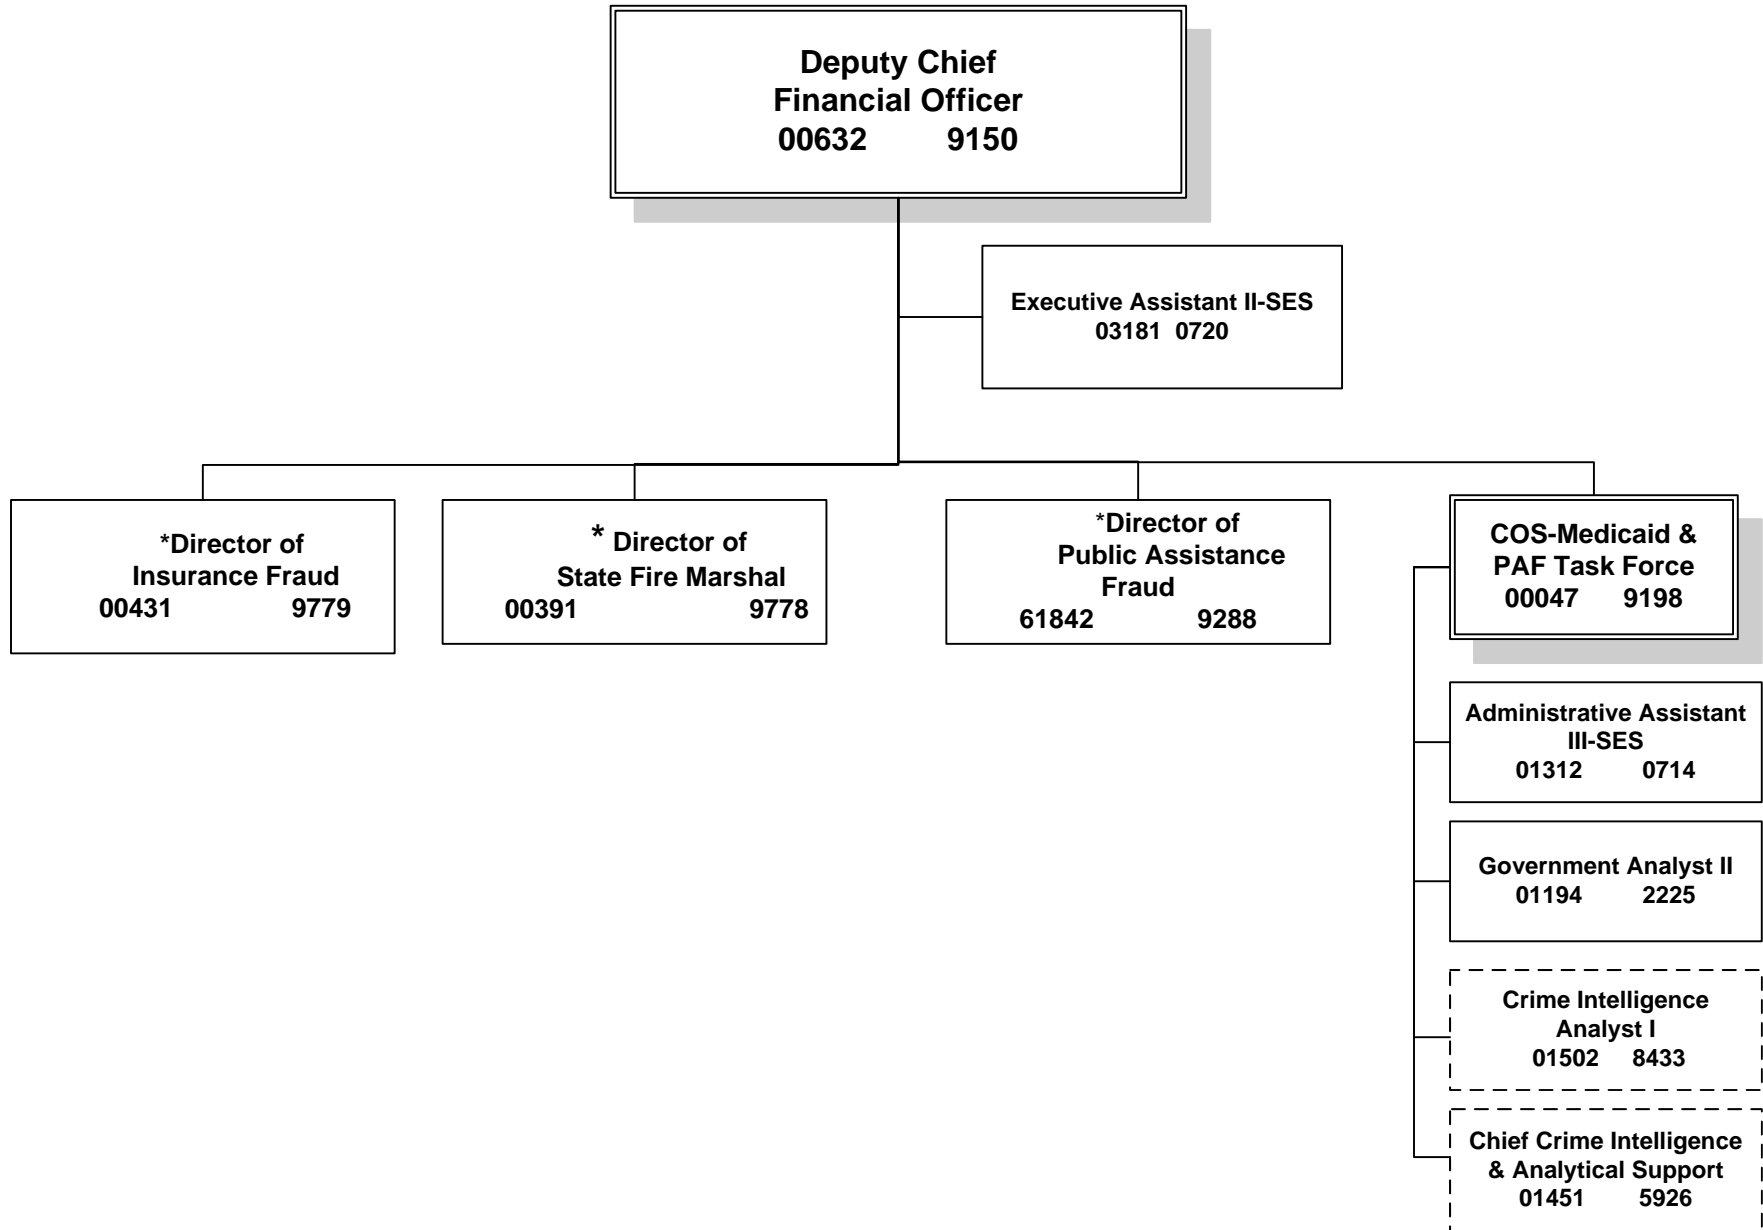 Deputy Chief
Financial Officer
00632 9150
Executive Assistant II-SES
03181 0720
*Director of
Insurance Fraud
00431 9779
* Director of
State Fire Marshal
00391 9778
*Director of
Public Assistance
Fraud
61842 9288
COS-Medicaid &
PAF Task Force
00047 9198
Administrative Assistant
III-SES
01312 0714
Government Analyst II
01194 2225
Crime Intelligence
Analyst I
01502 8433
Chief Crime Intelligence
& Analytical Support
01451 5926